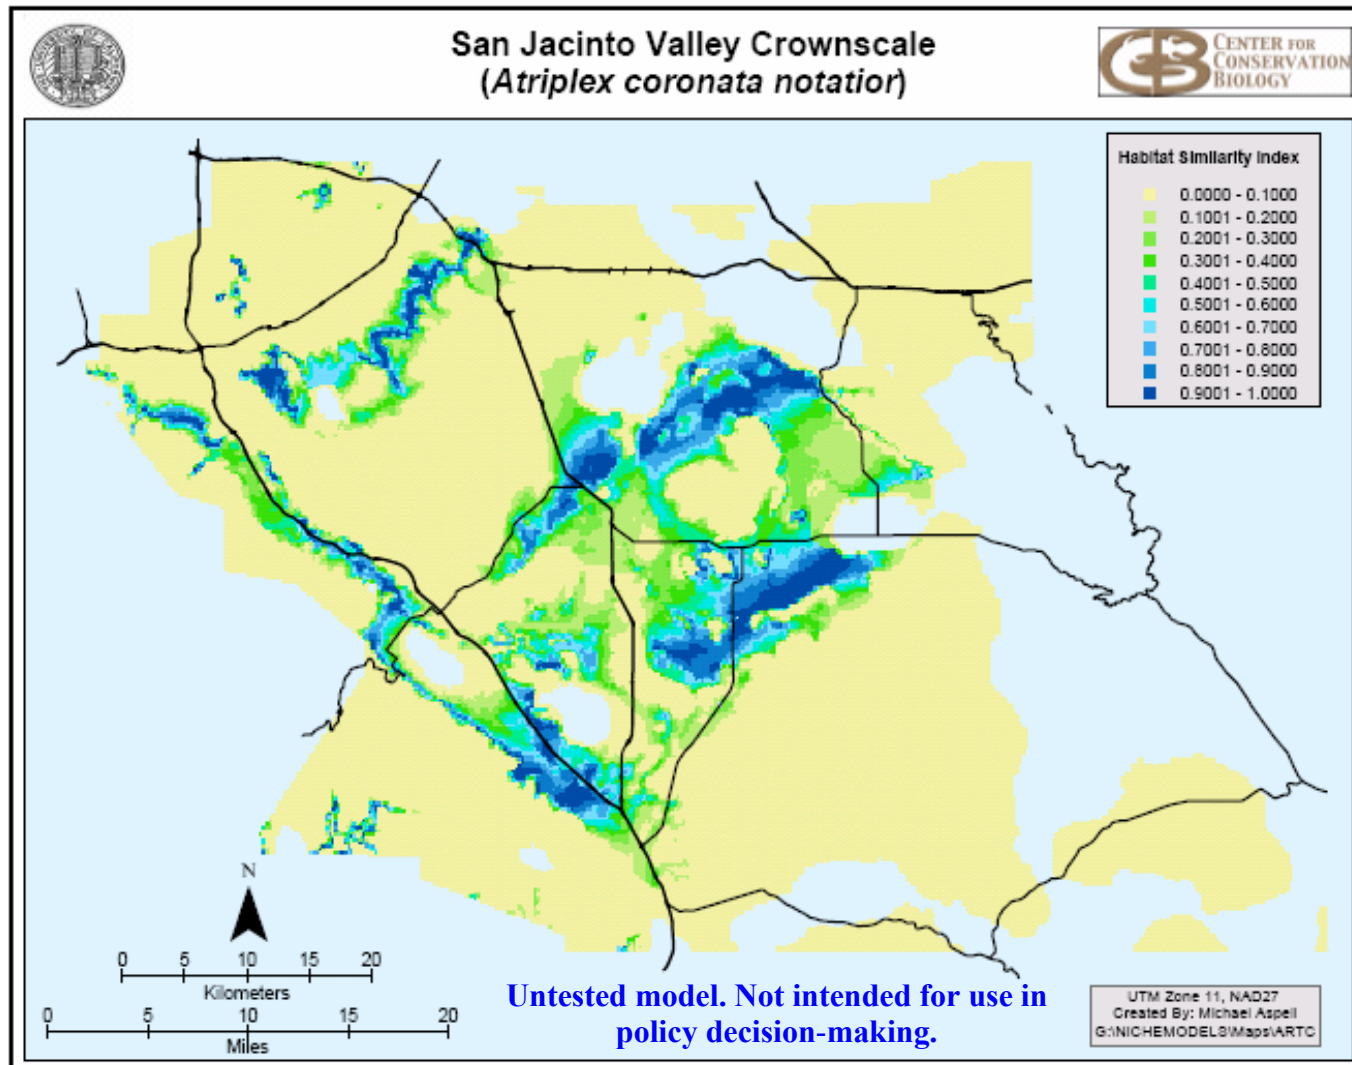 San Jacinto Valley Crownscale
(Atriplex coronata notatior)
CENTER FOR
CONSERVATION
BIOLOGY
Habitat Similarity Index
0.0000 - 0.1000
0.1001 - 0.2000
0.2001 - 0.3000
0.3001 - 0.4000
0.4001 - 0.5000
0.5001 - 0.6000
0.6001 - 0.7000
0.7001 - 0.8000
0.8001 - 0.9000
0.9001 - 1.0000
N
0 5 10 15 20
Kilometers
0 5 10 15 20
Miles
Untested model. Not intended for use in
policy decision-making.
UTM Zone 11, NAD27
Created By: Michael Aspell
G:\NICHEMODELS\Maps\ARTC